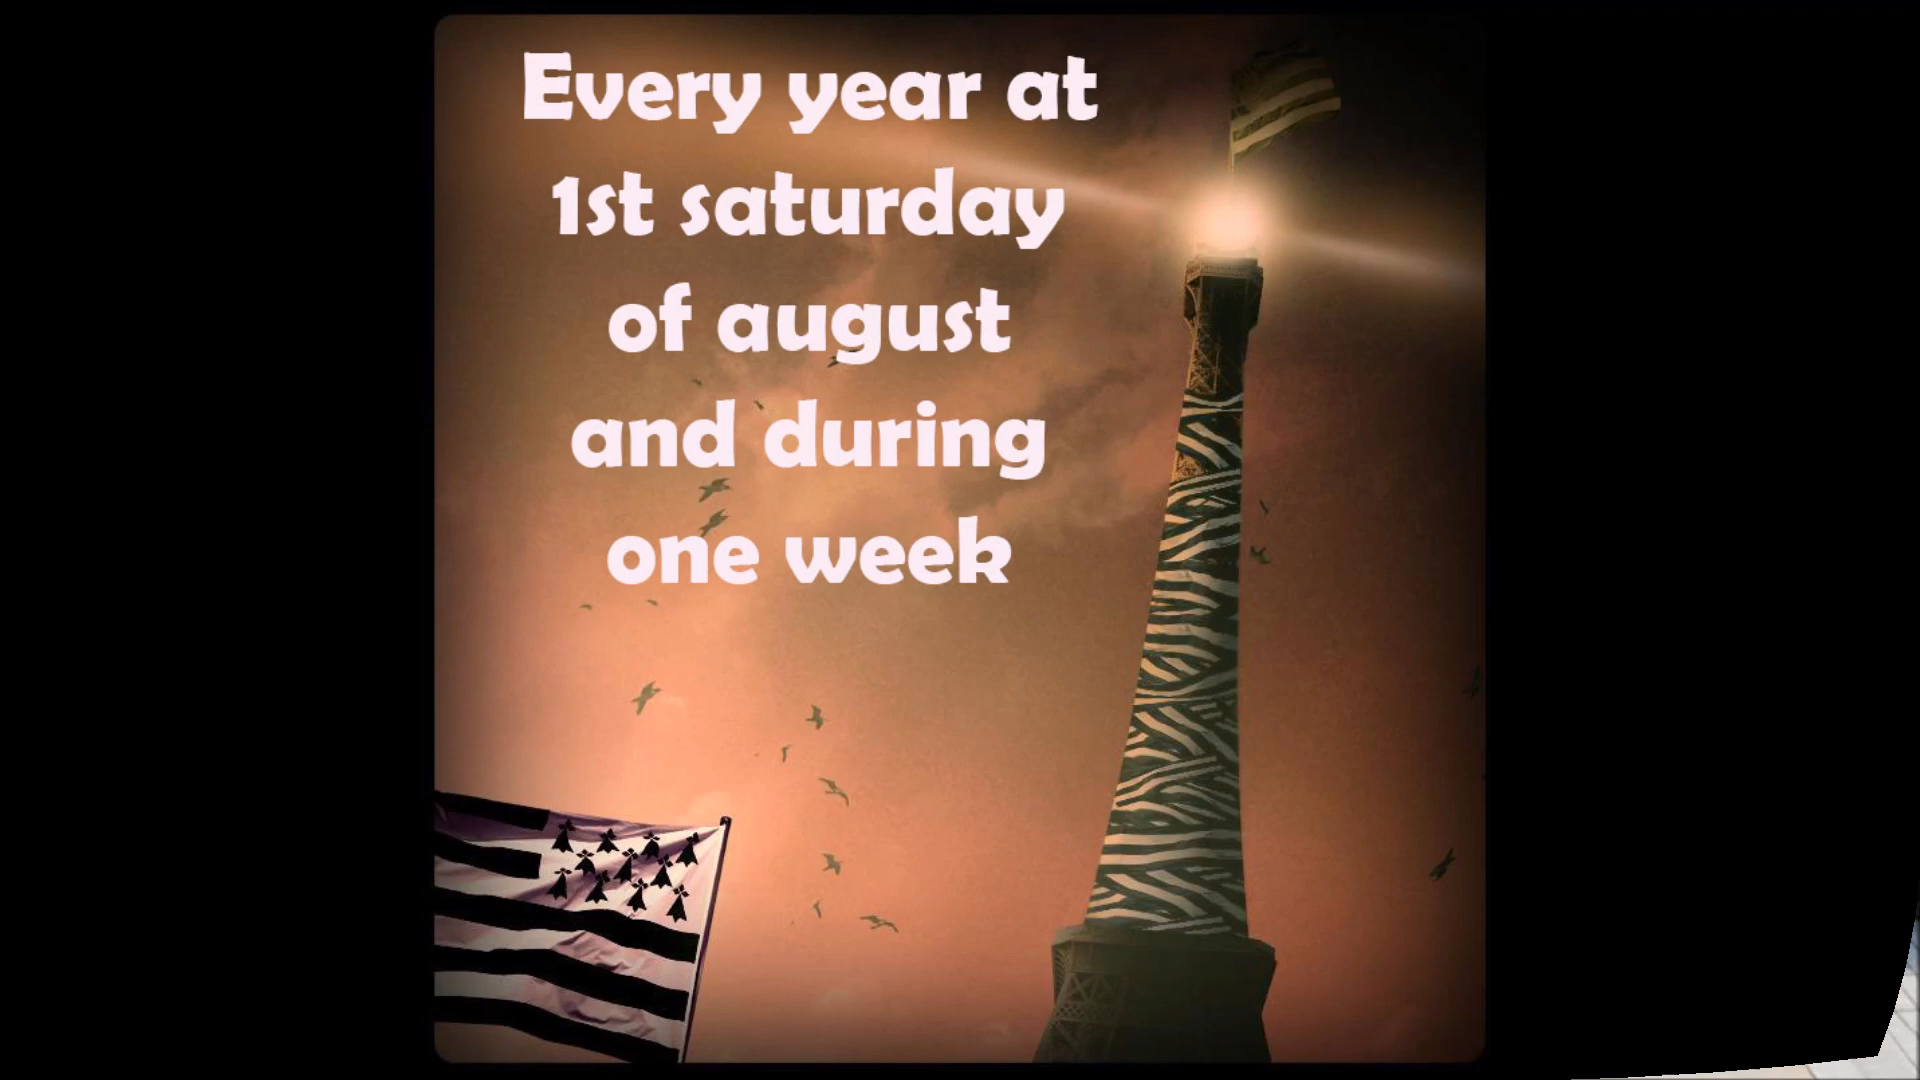 Every year at
1st saturday
of august
and during
one week